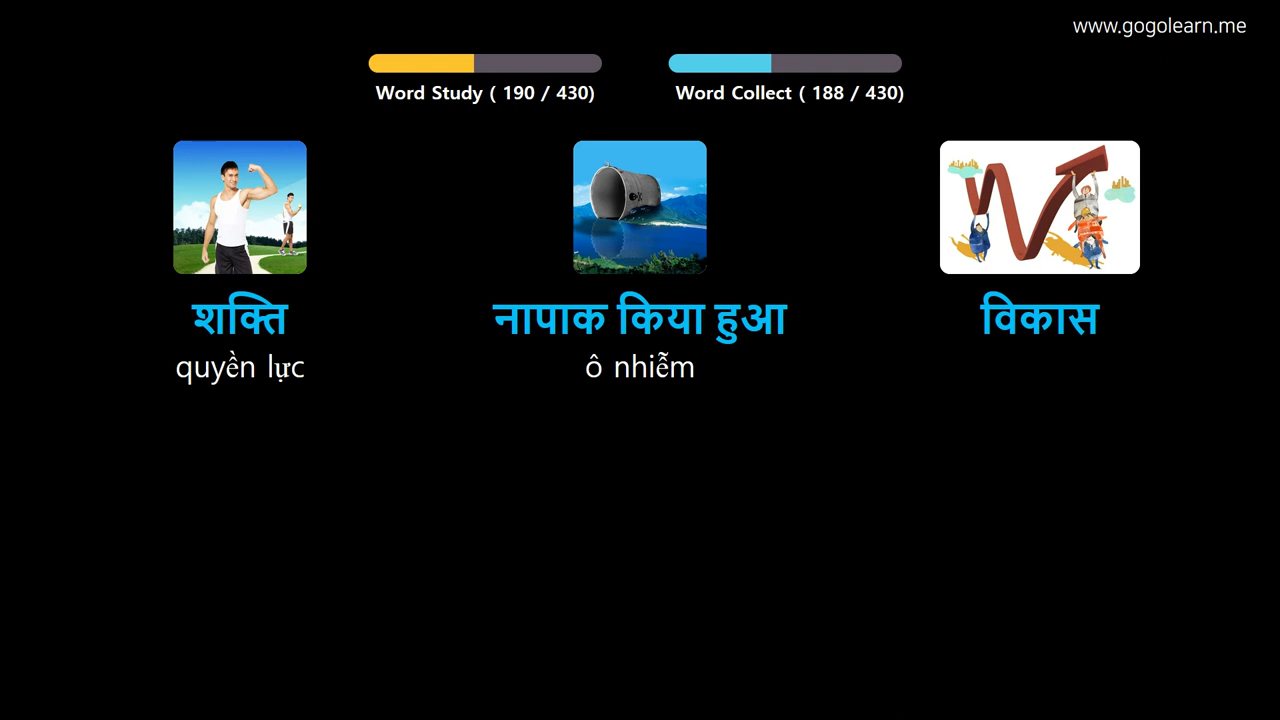 www.gogolearn.me
Word Study ( 190 / 430)
Word Collect ( 188 / 430)
शक्ति
quyền lực
नापाक किया हुआ
ô nhiễm
विकास